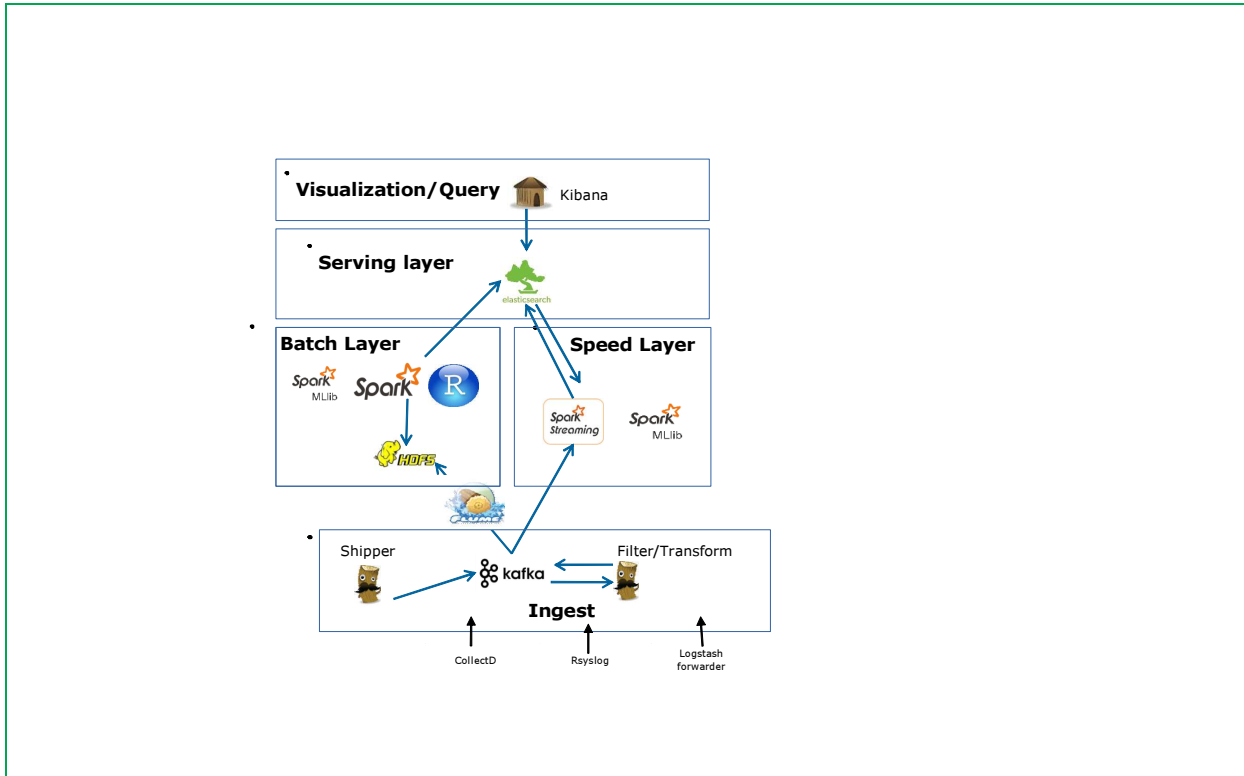 Visualization/Query
Kibana
Serving layer
elasticsearch
Batch Layer
Spark
MLlib
Spark
R
HDFS
Speed Layer
Spark
Streaming
Spark
MLlib
FLUME
Shipper
kafka
Filter/Transform
Ingest
CollectD
Rsyslog
Logstash
forwarder